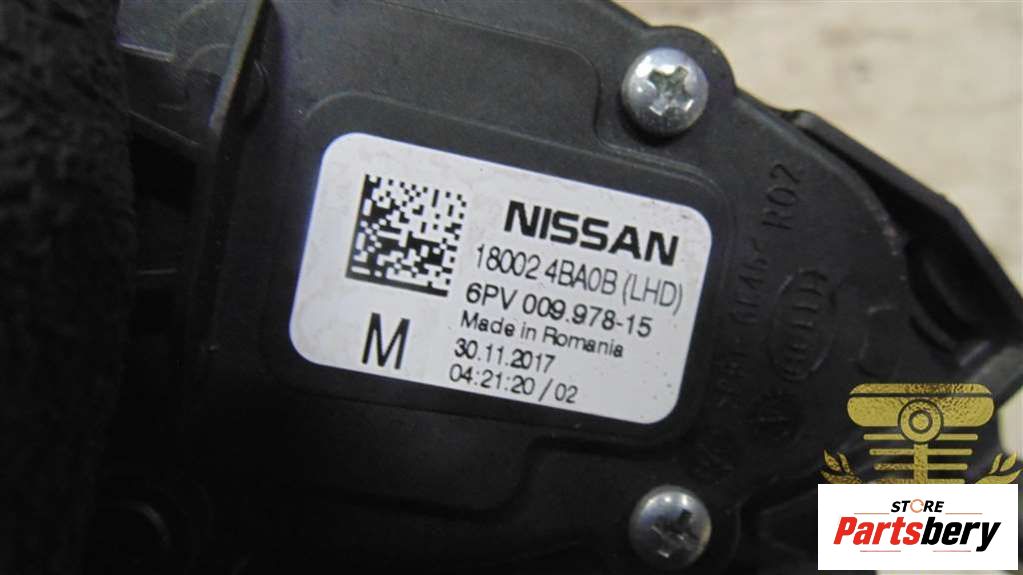 NISSAN
18002 4BA0B (LHD)
6PV 009.978-15
Made in Romania
30.11.2017
04:21:20 / 02
M
R02
STORE
Partsbery